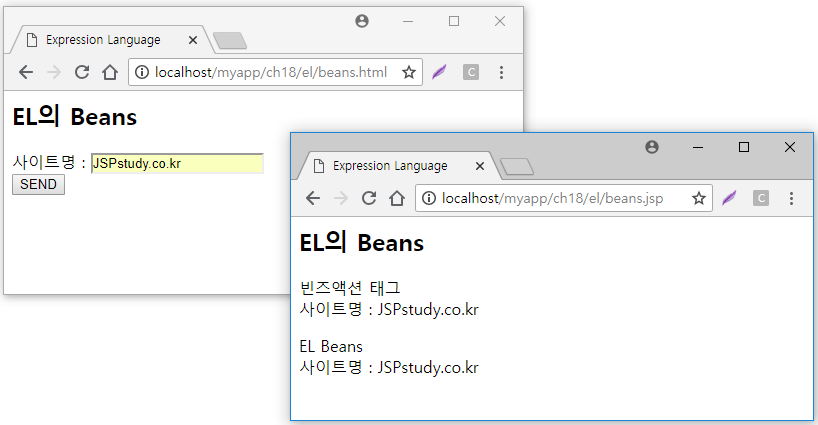 Expression Language
localhost/myapp/ch18/el/beans.html
C
EL의 Beans
사이트명 : JSPstudy.co.kr
SEND
Expression Language
localhost/myapp/ch18/el/beans.jsp
C
EL의 Beans
빈즈액션 태그
사이트명 : JSPstudy.co.kr
EL Beans
사이트명 : JSPstudy.co.kr